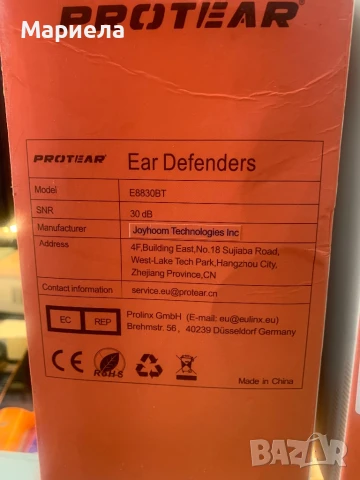 Мариела
PROTEAR
PROTEAR Ear Defenders
Model E8830BT
SNR 30 dB
Manufacturer Joyhoom Technologies Inc
Address 4F,Building East,No.18 Sujiaba Road,
West-Lake Tech Park,Hangzhou City,
Zhejiang Province,CN
Contact information service.eu@protear.cn
EC REP Prolinx GmbH (E-mail: eu@eulinx.eu)
Brehmstr. 56, 40239 Düsseldorf Germany
CE RoHS
Made in China
BAZAR